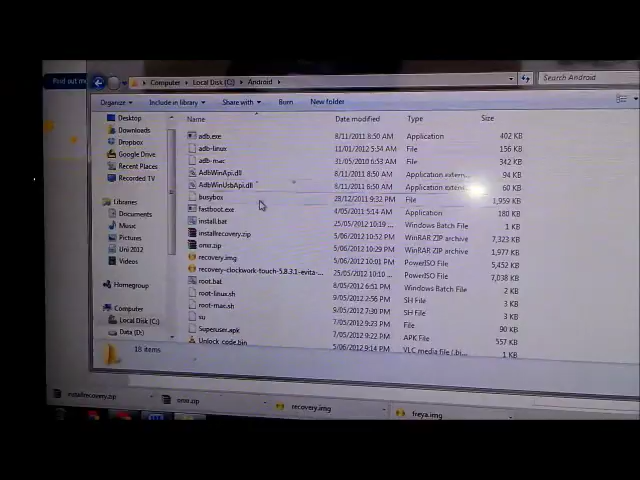 Find out m
Computer Local Disk (C:) Android
Search Android
Organize Include in library Share with Burn New folder
Name Date modified Type Size
Desktop
Downloads
Dropbox
Google Drive
Recent Places
Recorded TV
Libraries
Documents
Music
Pictures
Uni 2012
Videos
Homegroup
Computer
Local Disk (C:)
Data (D:)
adb.exe 8/11/2011 8:50 AM Application 402 KB
adb-linux 11/01/2012 5:54 AM File 156 KB
adb-mac 31/05/2010 6:53 AM File 342 KB
AdbWinApi.dll 8/11/2011 8:50 AM Application exten 94 KB
AdbWinUsbApi.dll 8/11/2011 8:50 AM Application exten 60 KB
busybox 28/12/2011 9:32 PM File 1,959 KB
fastboot.exe 4/05/2011 5:14 AM Application 180 KB
install.bat 25/05/2012 10:19 Windows Batch File 1 KB
installrecovery.zip 5/06/2012 10:52 PM WinRAR ZIP archive 7,323 KB
onxr.zip 5/06/2012 10:29 PM WinRAR ZIP archive 1,977 KB
recovery.img 5/06/2012 10:01 PM PowerISO File 5,452 KB
recovery-clockwork-touch-5.8.3.1-evita-... 25/05/2012 10:19 ... PowerISO File 7,038 KB
root.bat 8/05/2012 6:51 PM Windows Batch File 2 KB
root-linux.sh 9/05/2012 2:56 PM SH File 3 KB
root-mac.sh 9/05/2012 7:30 PM SH File 3 KB
su 7/05/2012 9:23 PM File 90 KB
Superuser.apk 7/05/2012 9:22 PM APK File 557 KB
Unlock_code.bin 5/06/2012 9:14 PM VLC media file (.bi... 1 KB
18 items
installrecovery.zip onxr.zip recovery.img freya.img